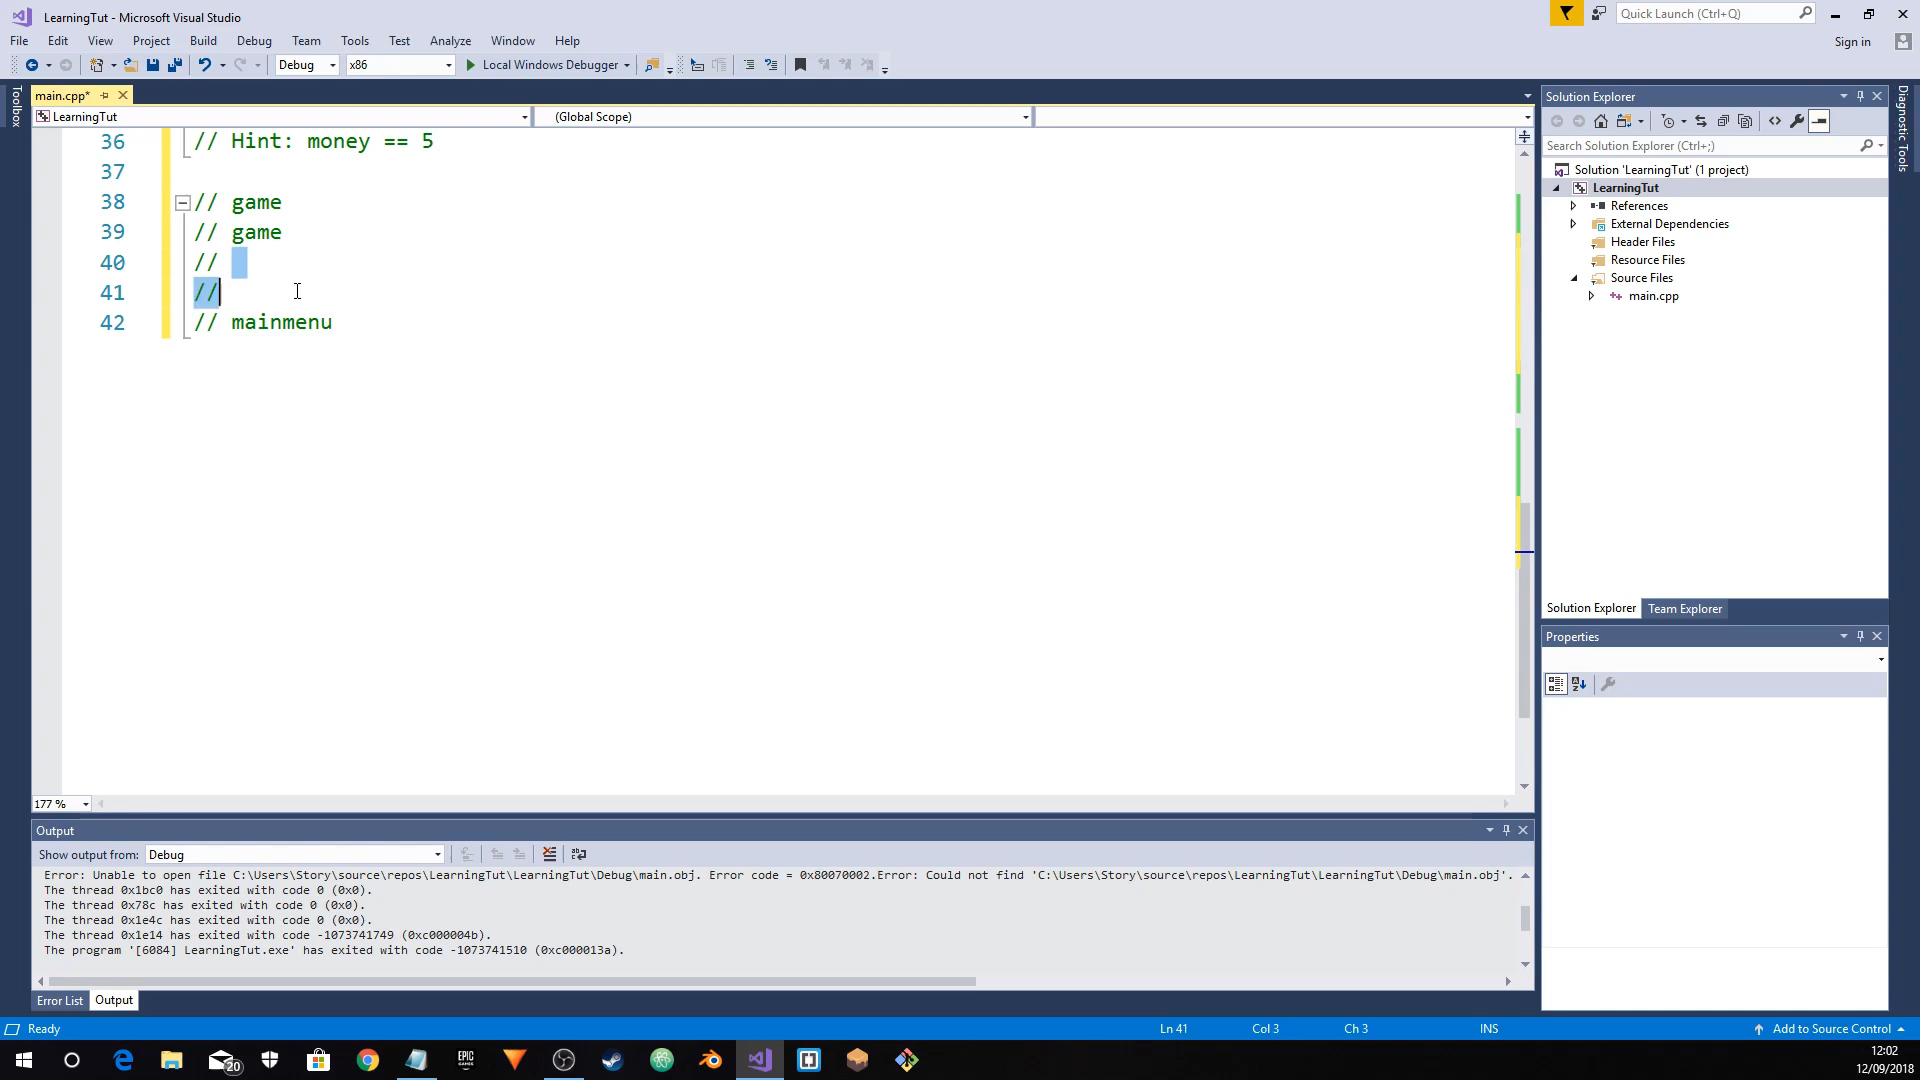 LearningTut - Microsoft Visual Studio
Quick Launch (Ctrl+Q)
File Edit View Project Build Debug Team Tools Test Analyze Window Help
Sign in
Debug x86 Local Windows Debugger
Toolbox
main.cpp*
LearningTut (Global Scope)
36 // Hint: money == 5
37
38 // game
39 // game
40 //
41 //
42 // mainmenu
177 %
Solution Explorer
Search Solution Explorer (Ctrl+;)
Solution 'LearningTut' (1 project)
LearningTut
References
External Dependencies
Header Files
Resource Files
Source Files
main.cpp
Solution Explorer Team Explorer
Properties
Diagnostic Tools
Output
Show output from: Debug
Error: Unable to open file C:\Users\Story\source\repos\LearningTut\LearningTut\Debug\main.obj. Error code = 0x80070002.Error: Could not find 'C:\Users\Story\source\repos\LearningTut\LearningTut\Debug\main.obj'.
The thread 0x1bc0 has exited with code 0 (0x0).
The thread 0x78c has exited with code 0 (0x0).
The thread 0x1e4c has exited with code 0 (0x0).
The thread 0x1e14 has exited with code -1073741749 (0xc000004b).
The program '[6084] LearningTut.exe' has exited with code -1073741510 (0xc000013a).
Error List Output
Ready Ln 41 Col 3 Ch 3 INS Add to Source Control
20
EPIC GAMES
12:02
12/09/2018